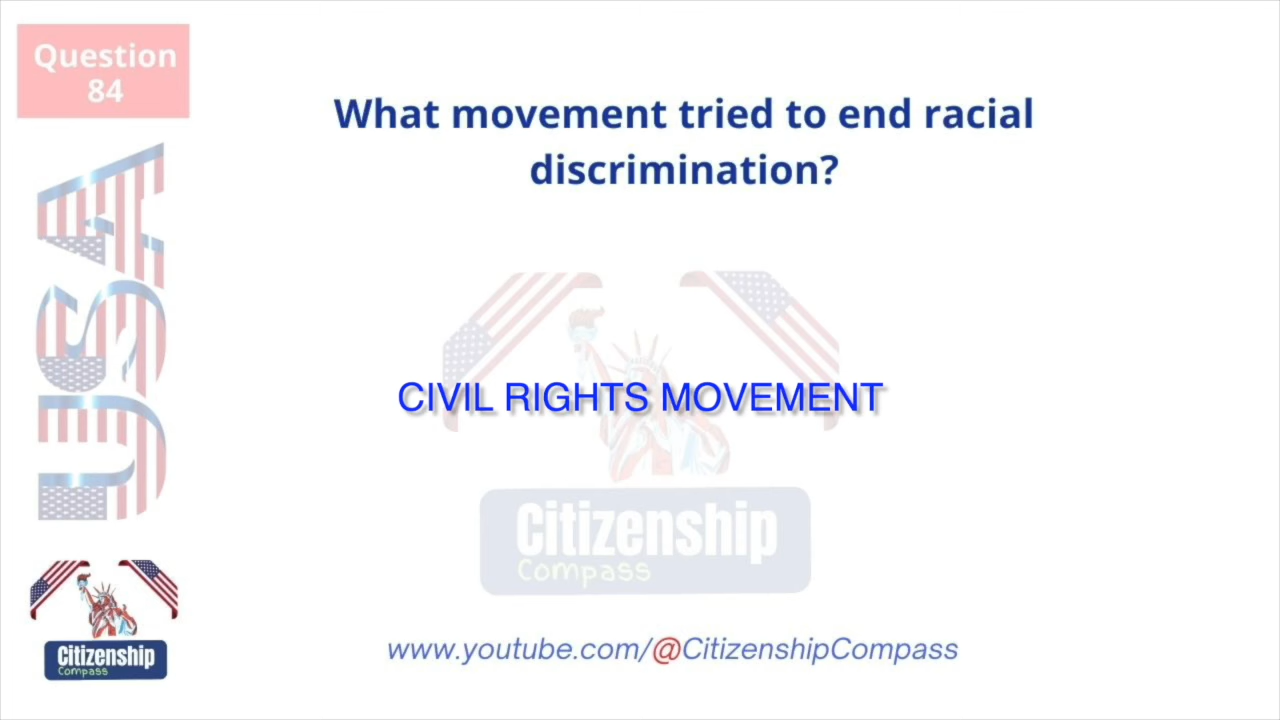 Question
84
What movement tried to end racial
discrimination?
USA
CIVIL RIGHTS MOVEMENT
Citizenship
Compass
Citizenship
Compass
www.youtube.com/@CitizenshipCompass